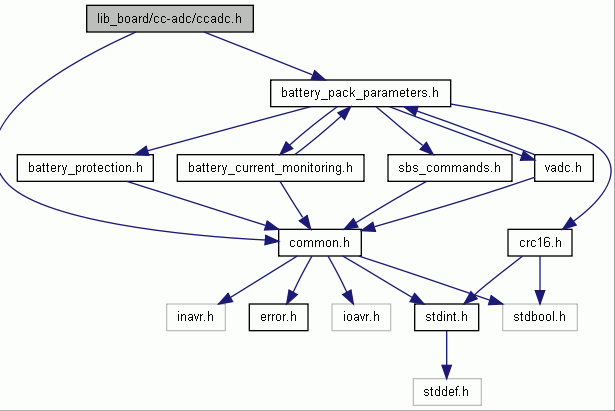 lib_board/cc-adc/ccadc.h
battery_pack_parameters.h
battery_protection.h
battery_current_monitoring.h
sbs_commands.h
vadc.h
common.h
crc16.h
inavr.h
error.h
ioavr.h
stdint.h
stdbool.h
stddef.h